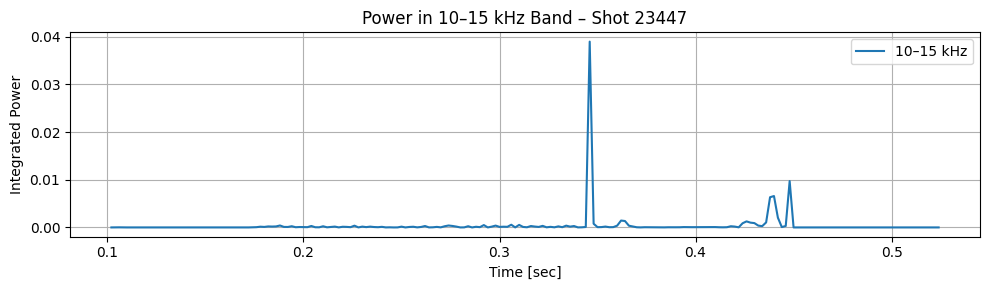 Power in 10–15 kHz Band – Shot 23447
10–15 kHz
Integrated Power
0.04
0.03
0.02
0.01
0.00
0.1
0.2
0.3
0.4
0.5
Time [sec]